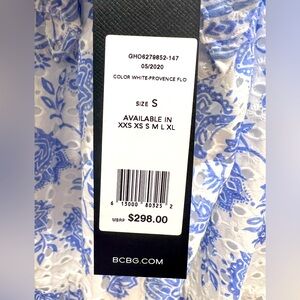 GHO6279852-147
05/2020
COLOR WHITE-PROVENCE FLO
SIZE S
AVAILABLE IN
XXS XS S M L XL
6 15000 80325 2
MSRP $298.00
BCBG.COM